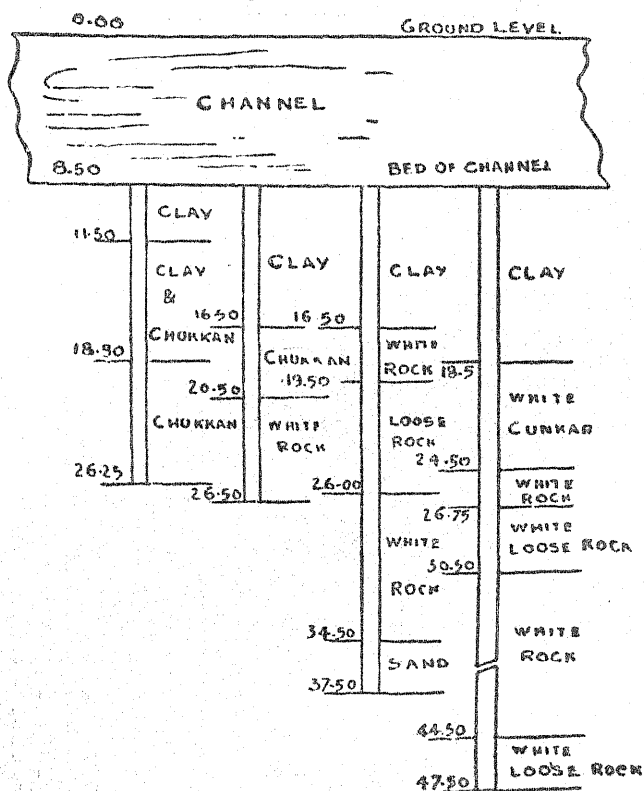 0.00
GROUND LEVEL
CHANNEL
8.50
BED OF CHANNEL
CLAY
11.50
CLAY
&
CHUKKAN
18.90
CHUKKAN
26.25
CLAY
16.50
CHUKKAN
20.50
WHITE
ROCK
26.50
CLAY
16.50
WHITE
ROCK
19.50
LOOSE
ROCK
26.00
WHITE
ROCK
34.50
SAND
37.50
CLAY
WHITE
CUNKAR
24.50
WHITE
ROCK
26.75
WHITE
LOOSE ROCK
30.50
WHITE
ROCK
44.50
WHITE
LOOSE ROCK
47.50